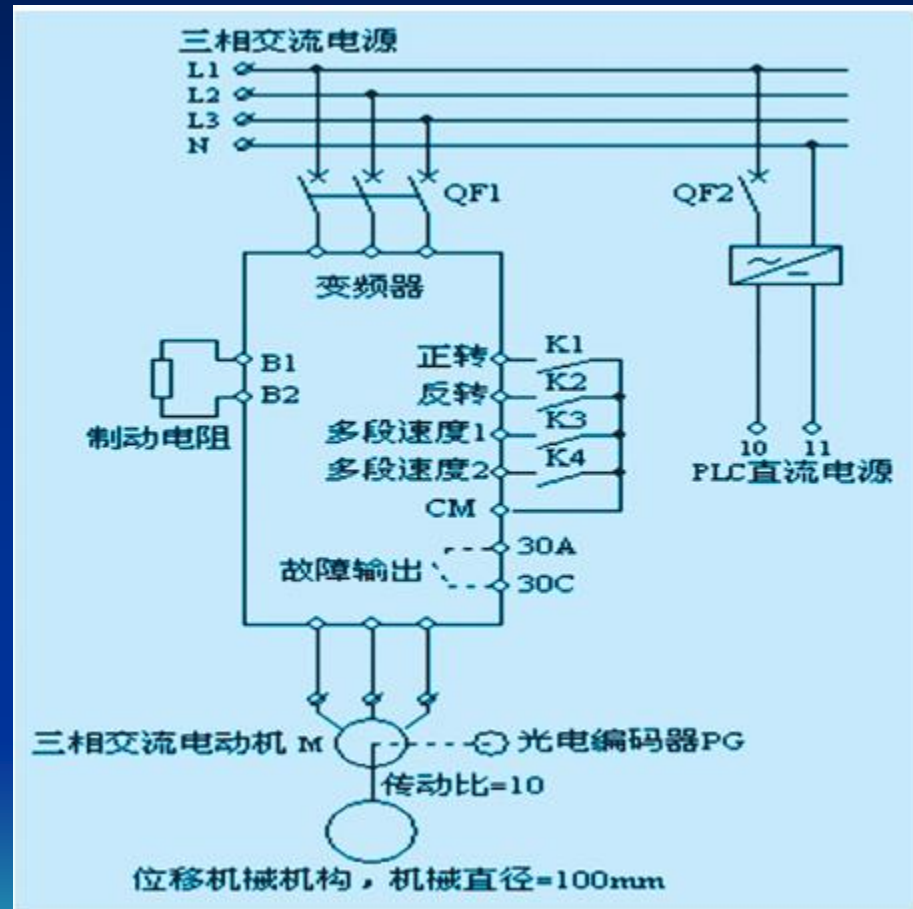 三相交流电源
L1
L2
L3
N
QF1
QF2
变频器
正转 K1
B1
反转 K2
B2
多段速度1 K3
制动电阻
多段速度2 K4
10 11
PLC直流电源
CM
30A
故障输出
30C
三相交流电动机 M
光电编码器PG
传动比=10
位移机械机构，机械直径=100mm